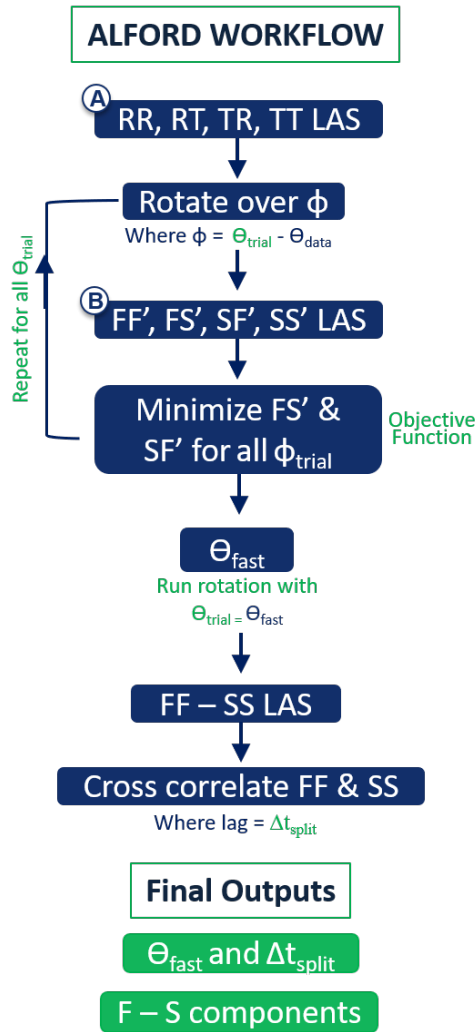 ALFORD WORKFLOW
A
RR, RT, TR, TT LAS
Rotate over ϕ
Where ϕ = ϴtrial - ϴdata
Repeat for all ϴtrial
B
FF’, FS’, SF’, SS’ LAS
Minimize FS’ &
SF’ for all ϕtrial
Objective
Function
ϴfast
Run rotation with
ϴtrial = ϴfast
FF – SS LAS
Cross correlate FF & SS
Where lag = Δtsplit
Final Outputs
ϴfast and Δtsplit
F – S components